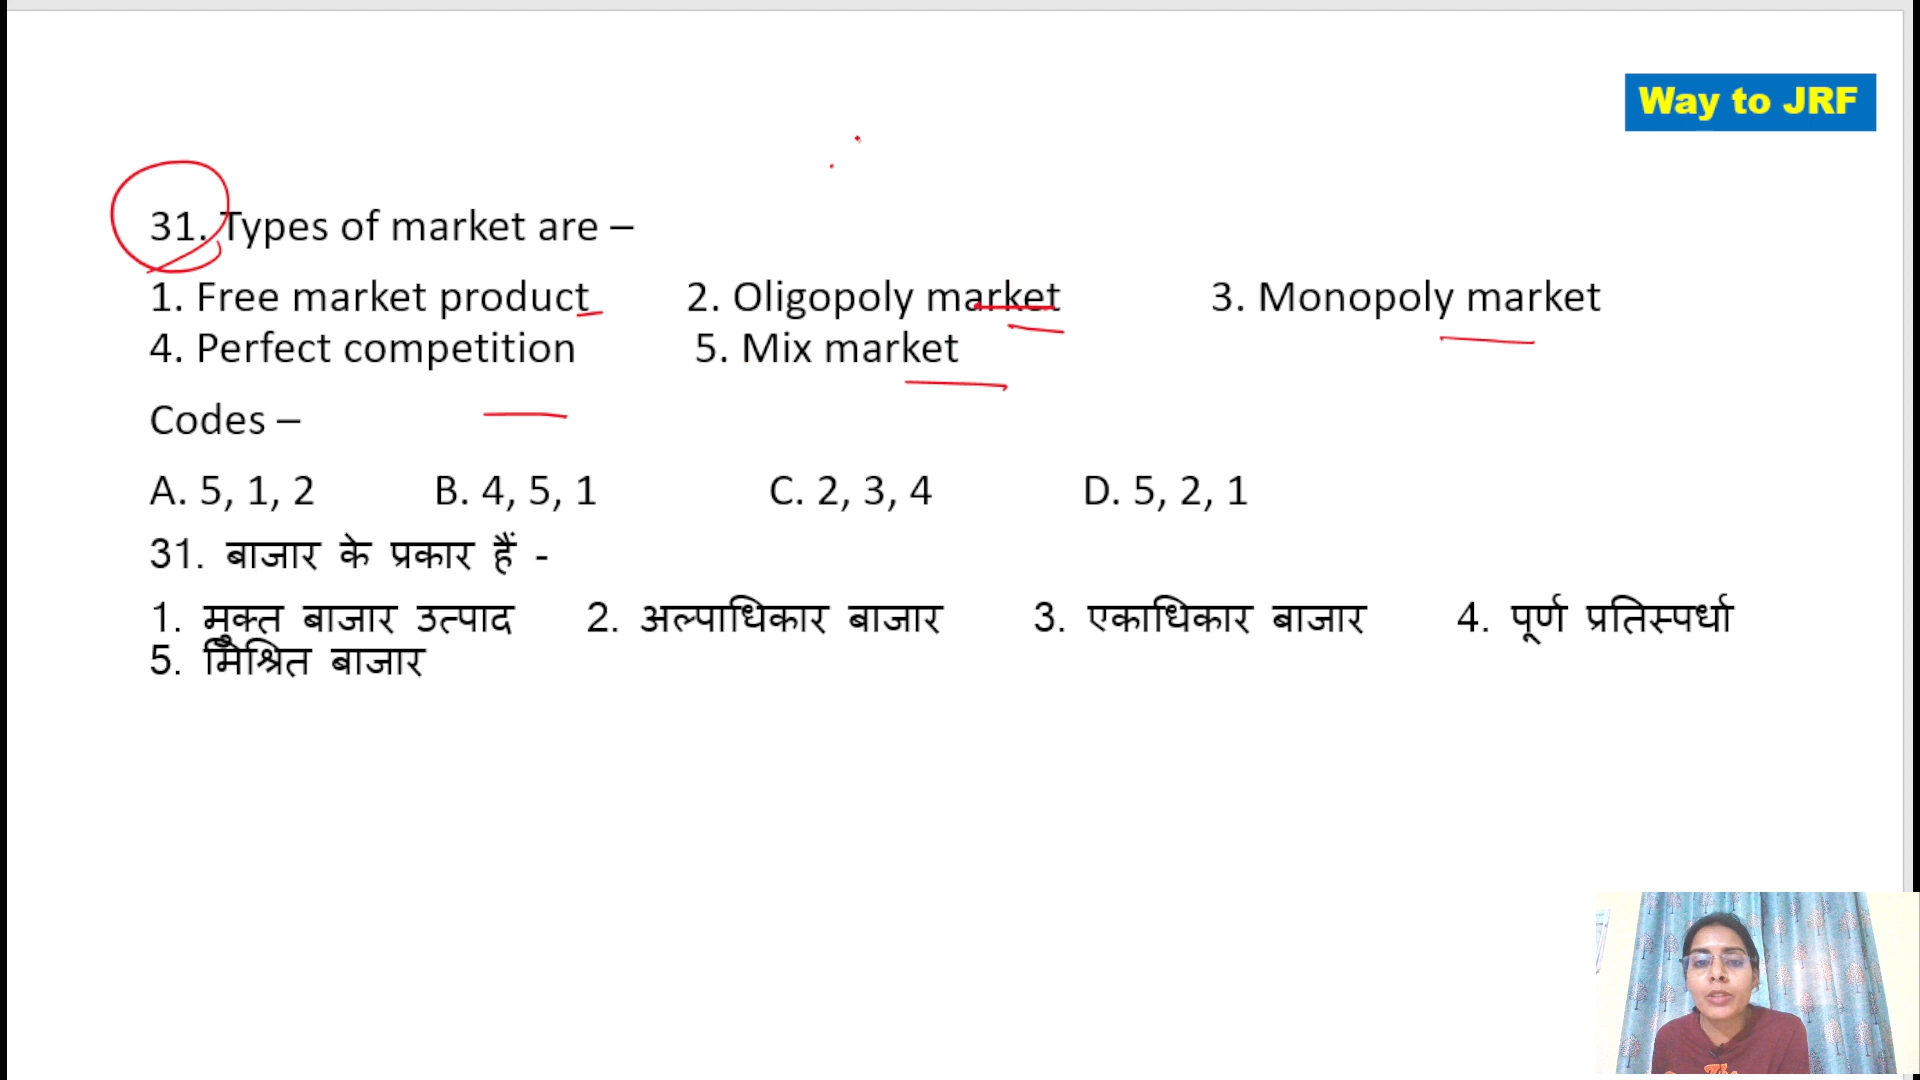 Way to JRF
31. Types of market are –
1. Free market product 2. Oligopoly market 3. Monopoly market
4. Perfect competition 5. Mix market
Codes –
A. 5, 1, 2 B. 4, 5, 1 C. 2, 3, 4 D. 5, 2, 1
31. बाजार के प्रकार हैं -
1. मुक्त बाजार उत्पाद 2. अल्पाधिकार बाजार 3. एकाधिकार बाजार 4. पूर्ण प्रतिस्पर्धा
5. मिश्रित बाजार